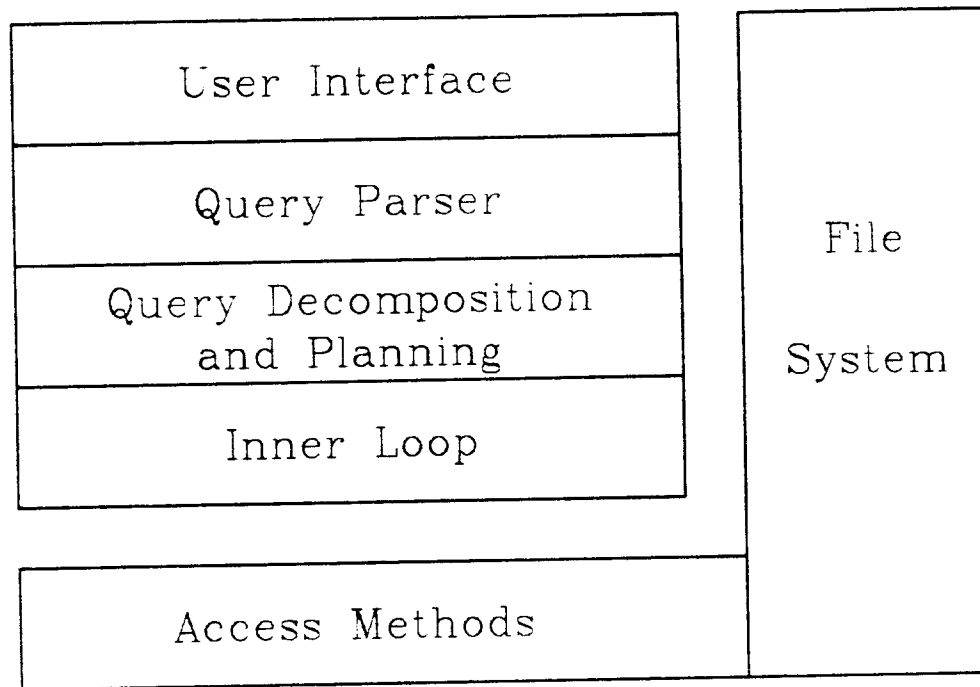 User Interface
Query Parser
Query Decomposition
and Planning
Inner Loop
Access Methods
File
System